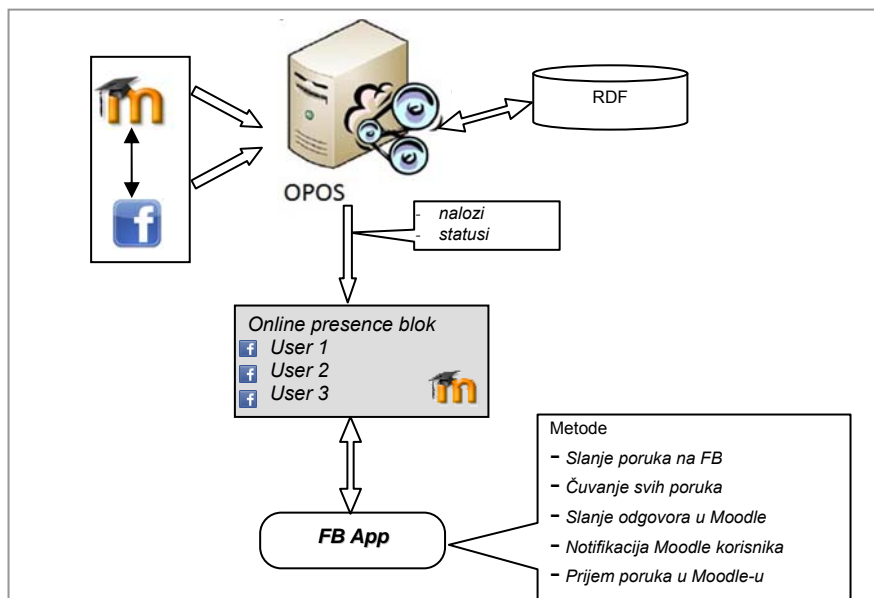 RDF
OPOS
- nalozi
- statusi
Online presence blok
User 1
User 2
User 3
FB App
Metode
- Slanje poruka na FB
- Čuvanje svih poruka
- Slanje odgovora u Moodle
- Notifikacija Moodle korisnika
- Prijem poruka u Moodle-u